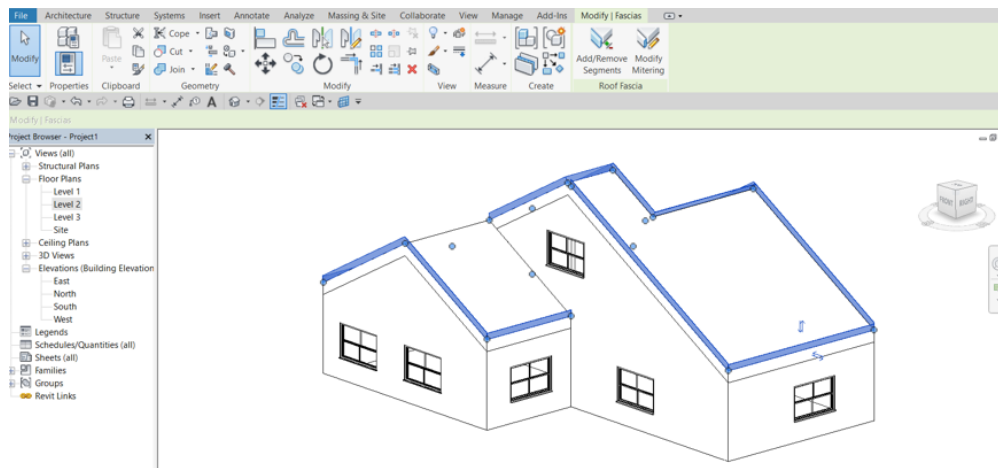 File Architecture Structure Systems Insert Annotate Analyze Massing & Site Collaborate View Manage Add-Ins Modify | Fascias
Cope
Cut
Join
Modify
Paste
Add/Remove Segments
Modify Mitering
Select Properties Clipboard Geometry Modify View Measure Create Roof Fascia
Modify | Fascias
Project Browser - Project1
Views (all)
Structural Plans
Floor Plans
Level 1
Level 2
Level 3
Site
Ceiling Plans
3D Views
Elevations (Building Elevation
East
North
South
West
Legends
Schedules/Quantities (all)
Sheets (all)
Families
Groups
Revit Links
FRONT
RIGHT